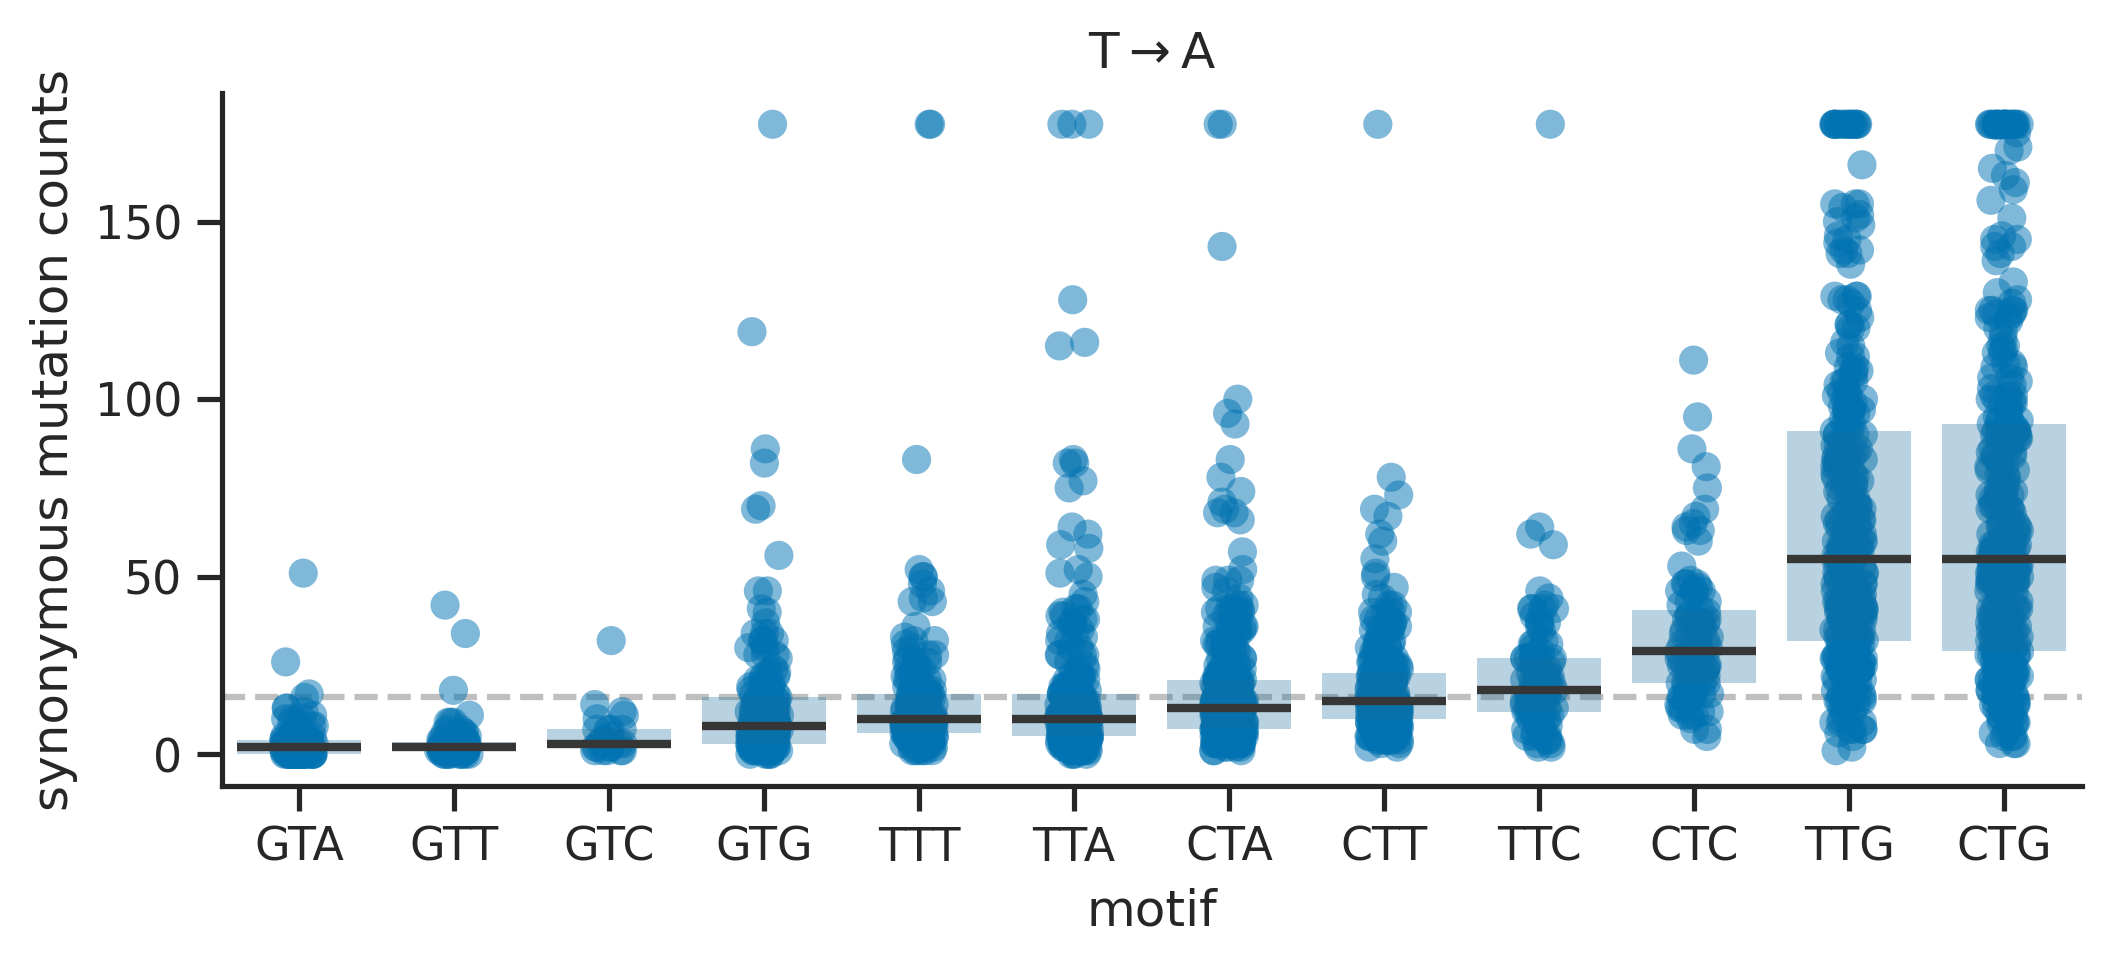 T → A
synonymous mutation counts
150
100
50
0
GTA GTT GTC GTG TTT TTA CTA CTT TTC CTC TTG CTG
motif